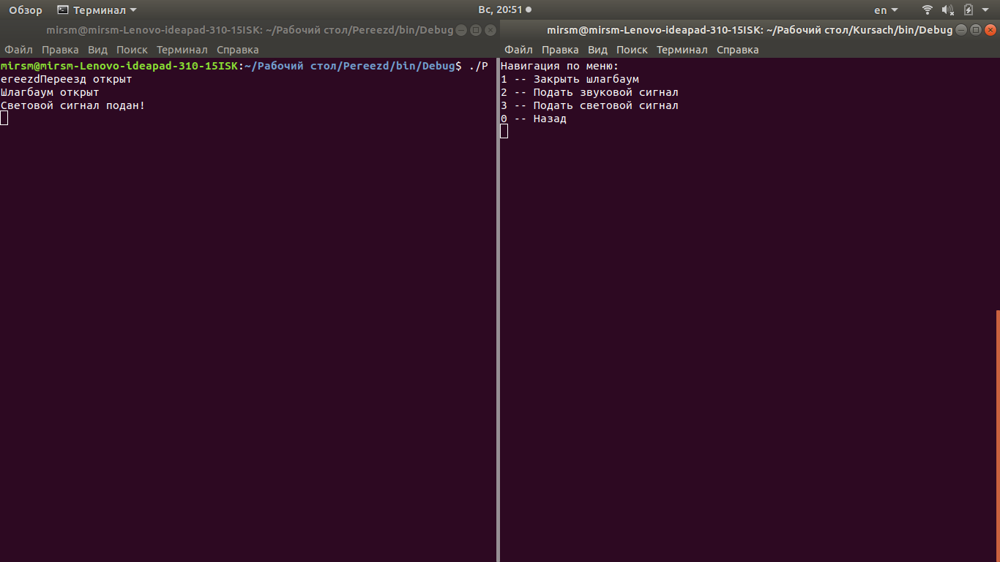 Обзор Терминал Вс, 20:51 en
mirsm@mirsm-Lenovo-ideapad-310-15ISK: ~/Рабочий стол/Pereezd/bin/Debug
Файл Правка Вид Поиск Терминал Справка
mirsm@mirsm-Lenovo-ideapad-310-15ISK:~/Рабочий стол/Pereezd/bin/Debug$ ./P
ereezdПереезд открыт
Шлагбаум открыт
Световой сигнал подан!
mirsm@mirsm-Lenovo-ideapad-310-15ISK: ~/Рабочий стол/Kursach/bin/Debug
Файл Правка Вид Поиск Терминал Справка
Навигация по меню:
1 -- Закрыть шлагбаум
2 -- Подать звуковой сигнал
3 -- Подать световой сигнал
0 -- Назад